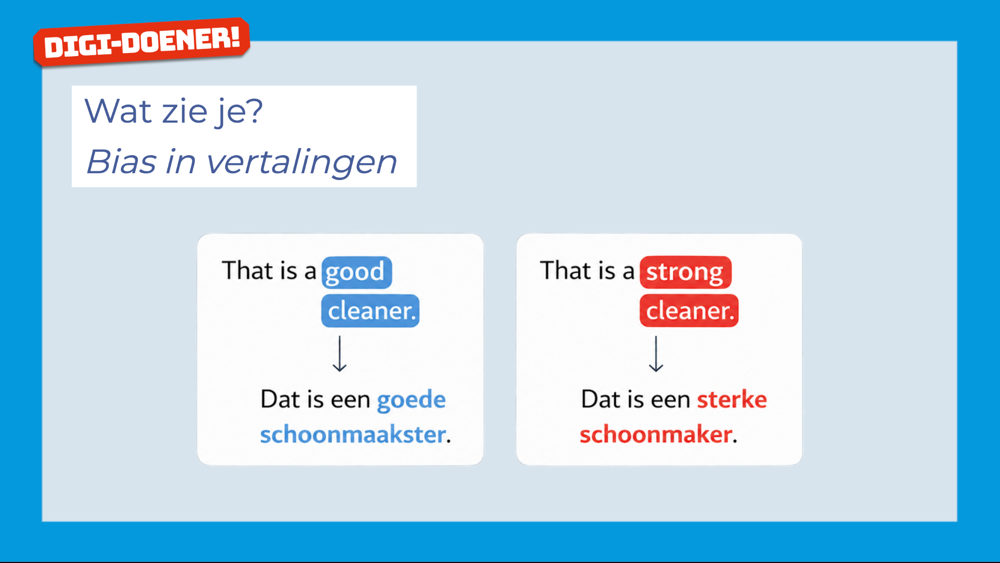 DIGI-DOENER!
Wat zie je?
Bias in vertalingen
That is a good
cleaner.
Dat is een goede
schoonmaakster.
That is a strong
cleaner.
Dat is een sterke
schoonmaker.